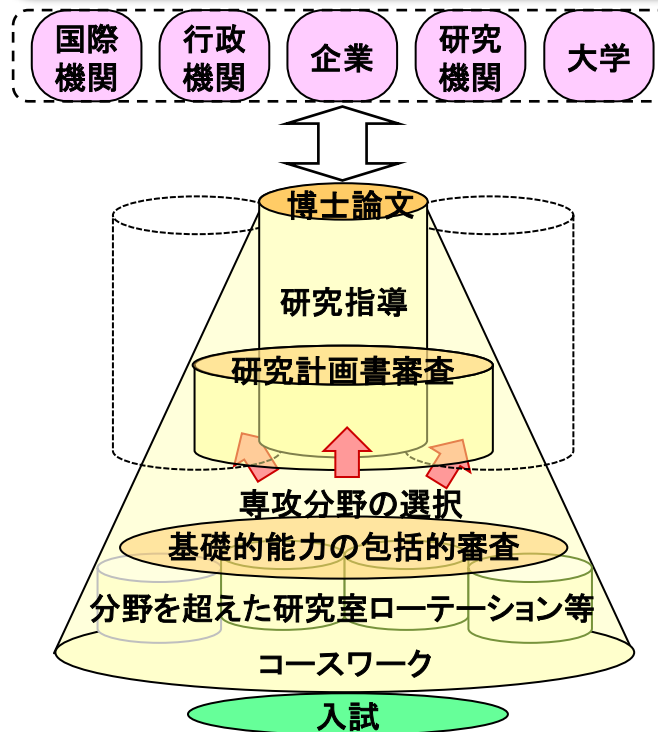 国際
機関
行政
機関
企業
研究
機関
大学
博士論文
研究指導
研究計画書審査
専攻分野の選択
基礎的能力の包括的審査
分野を超えた研究室ローテーション等
コースワーク
入試